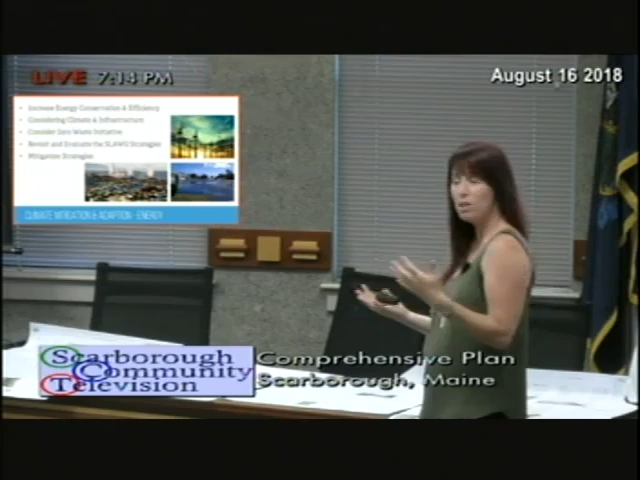 LIVE 7:14 PM
August 16 2018
Increase Energy Conservation & Efficiency
Considering Climate & Infrastructure
Consider Zero Waste Initiative
Revisit and Evaluate the SLAWG Strategies
Mitigation Strategies
CLIMATE MITIGATION & ADAPTION - ENERGY
Scarborough
Community
Television
Comprehensive Plan
Scarborough, Maine